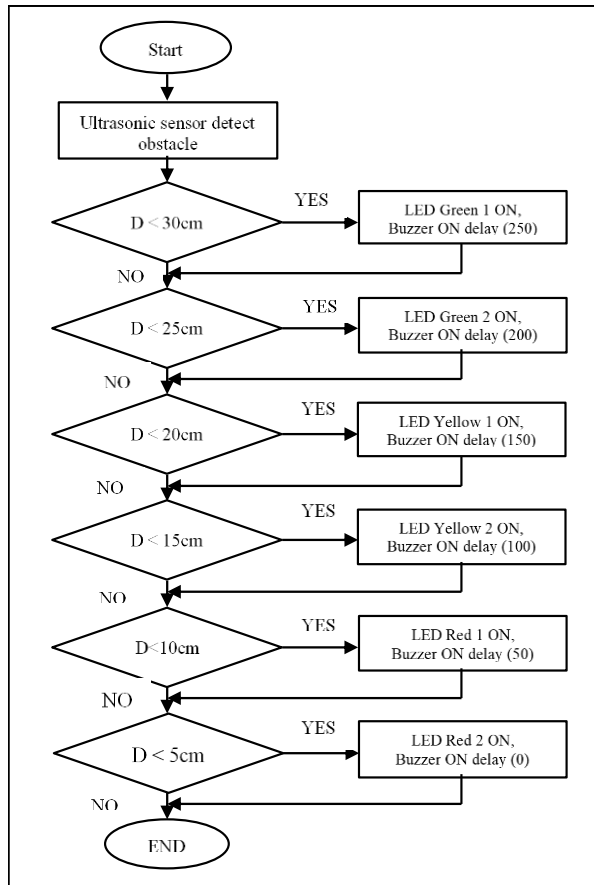 Start
Ultrasonic sensor detect
obstacle
D < 30cm
YES
LED Green 1 ON,
Buzzer ON delay (250)
NO
D < 25cm
YES
LED Green 2 ON,
Buzzer ON delay (200)
NO
D < 20cm
YES
LED Yellow 1 ON,
Buzzer ON delay (150)
NO
D < 15cm
YES
LED Yellow 2 ON,
Buzzer ON delay (100)
NO
D<10cm
YES
LED Red 1 ON,
Buzzer ON delay (50)
NO
D < 5cm
YES
LED Red 2 ON,
Buzzer ON delay (0)
NO
END